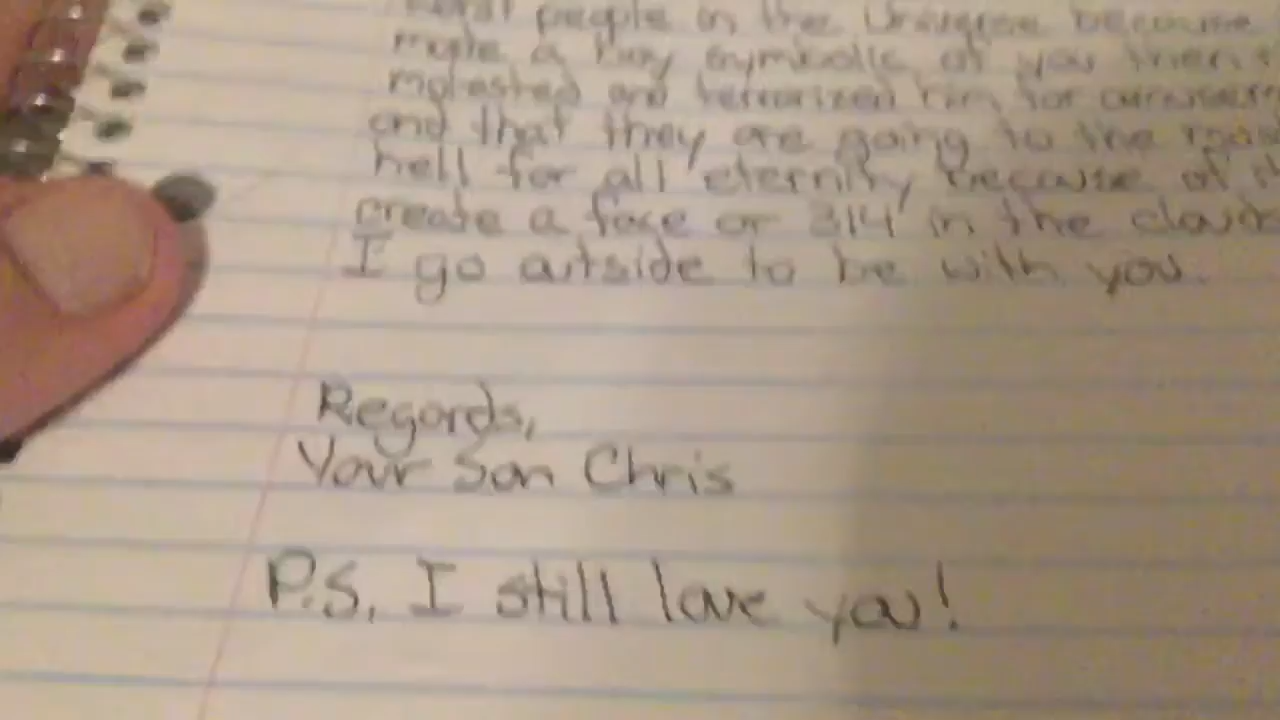 people in the Universe because
made a boy symbolic of you then
molested and terrorized him for
and that they are going to the
hell for all eternity because of
create a face or 314 in the clouds
I go outside to be with you.
Regards,
Your Son Chris
P.S. I still love you!